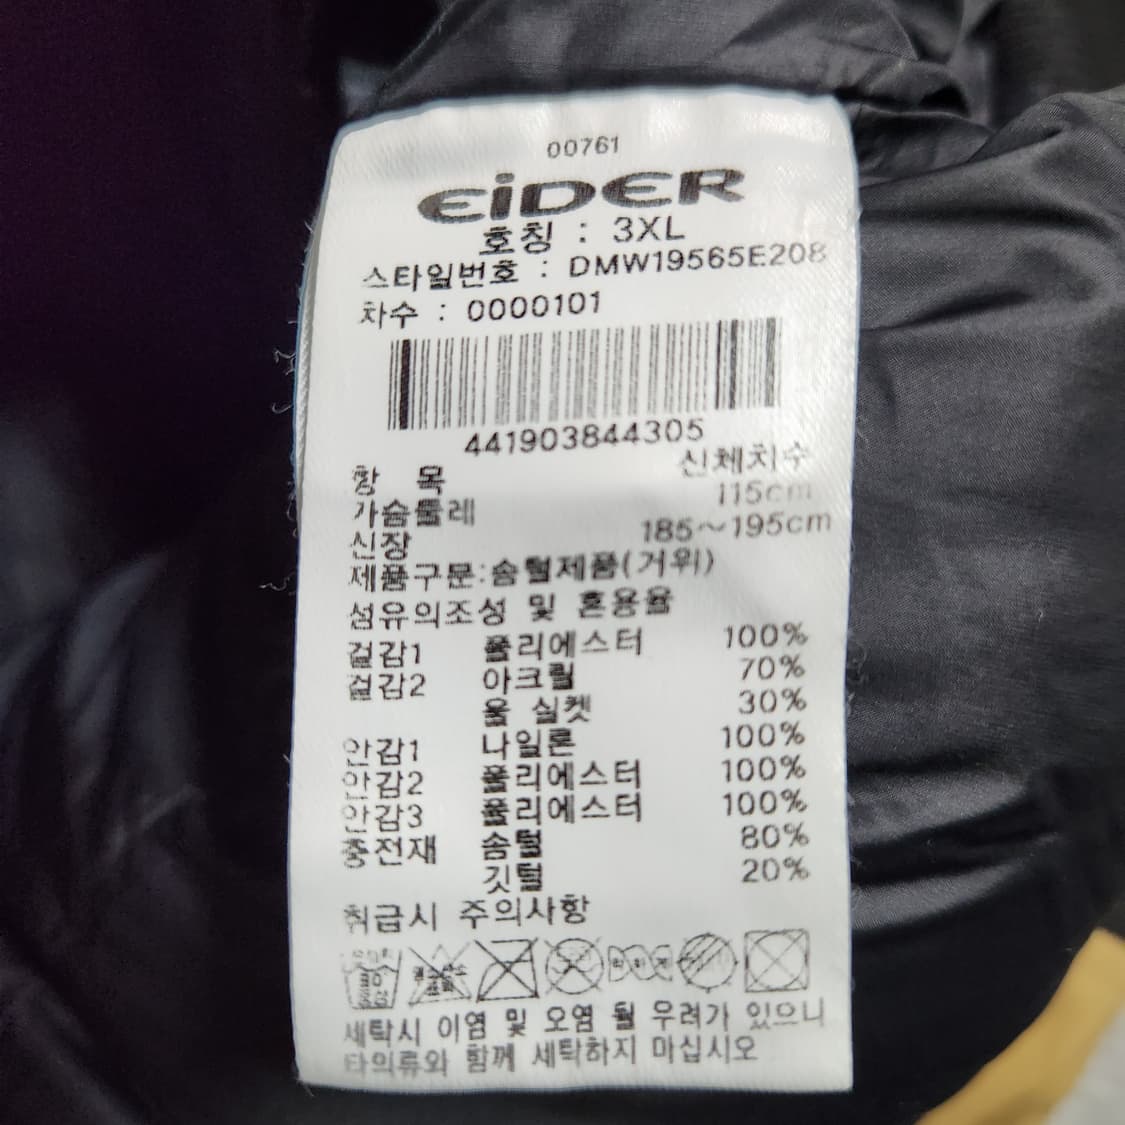 00761
EiDER
호칭 : 3XL
스타일번호 : DMW19565E208
차수 : 0000101
441903844305
항 목 신체치수
가슴둘레 115cm
신장 185~195cm
제품구분:솜털제품(거위)
섬유의조성 및 혼용율
겉감1 폴리에스터 100%
겉감2 아크릴 70%
울 실켓 30%
안감1 나일론 100%
안감2 폴리에스터 100%
안감3 폴리에스터 100%
충전재 솜털 80%
깃털 20%
취급시 주의사항
세탁시 이염 및 오염 될 우려가 있으니
타의류와 함께 세탁하지 마십시오